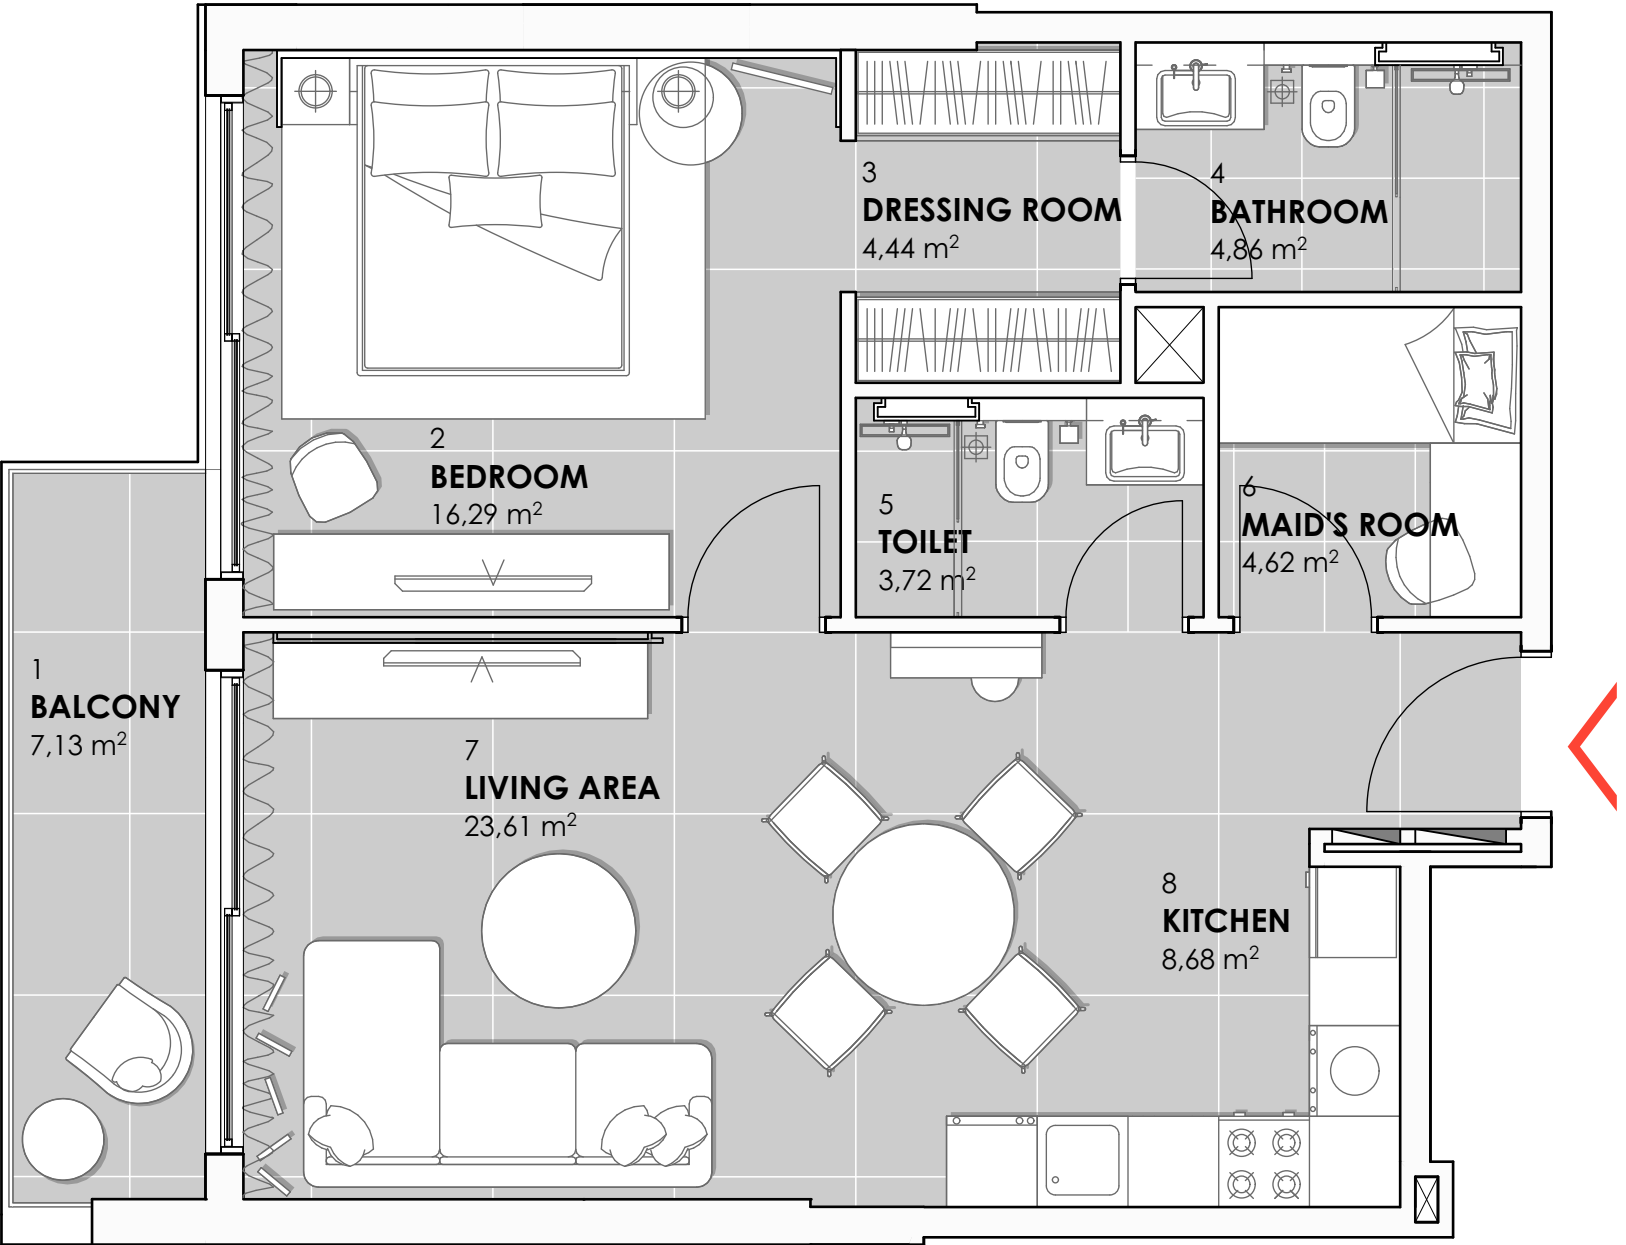 1
BALCONY
7,13 m²
2
BEDROOM
16,29 m²
3
DRESSING ROOM
4,44 m²
4
BATHROOM
4,86 m²
5
TOILET
3,72 m²
6
MAID'S ROOM
4,62 m²
7
LIVING AREA
23,61 m²
8
KITCHEN
8,68 m²